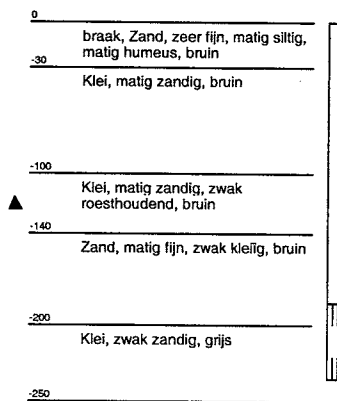 0
braak, Zand, zeer fijn, matig siltig,
matig humeus, bruin
-30
Klei, matig zandig, bruin
-100
Klei, matig zandig, zwak
roesthoudend, bruin
-140
Zand, matig fijn, zwak kleiïg, bruin
-200
Klei, zwak zandig, grijs
-250